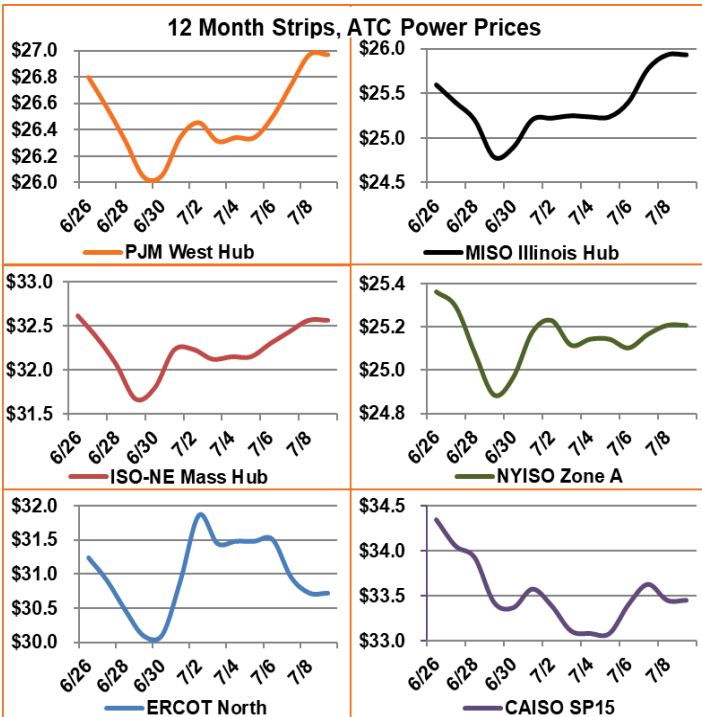 12 Month Strips, ATC Power Prices
$27.0
$26.8
$26.6
$26.4
$26.2
$26.0
6/26 6/28 6/30 7/2 7/4 7/6 7/8
PJM West Hub
$26.0
$25.5
$25.0
$24.5
6/26 6/28 6/30 7/2 7/4 7/6 7/8
MISO Illinois Hub
$33.0
$32.5
$32.0
$31.5
6/26 6/28 6/30 7/2 7/4 7/6 7/8
ISO-NE Mass Hub
$25.4
$25.2
$25.0
$24.8
6/26 6/28 6/30 7/2 7/4 7/6 7/8
NYISO Zone A
$32.0
$31.5
$31.0
$30.5
$30.0
6/26 6/28 6/30 7/2 7/4 7/6 7/8
ERCOT North
$34.5
$34.0
$33.5
$33.0
6/26 6/28 6/30 7/2 7/4 7/6 7/8
CAISO SP15